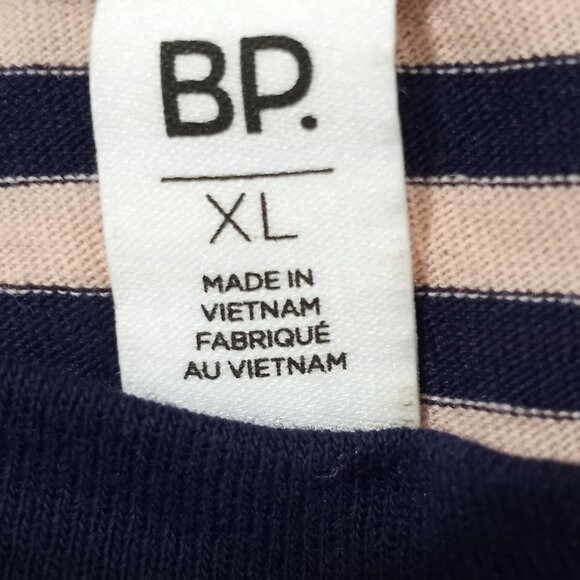 BP.
XL
MADE IN
VIETNAM
FABRIQUÉ
AU VIETNAM